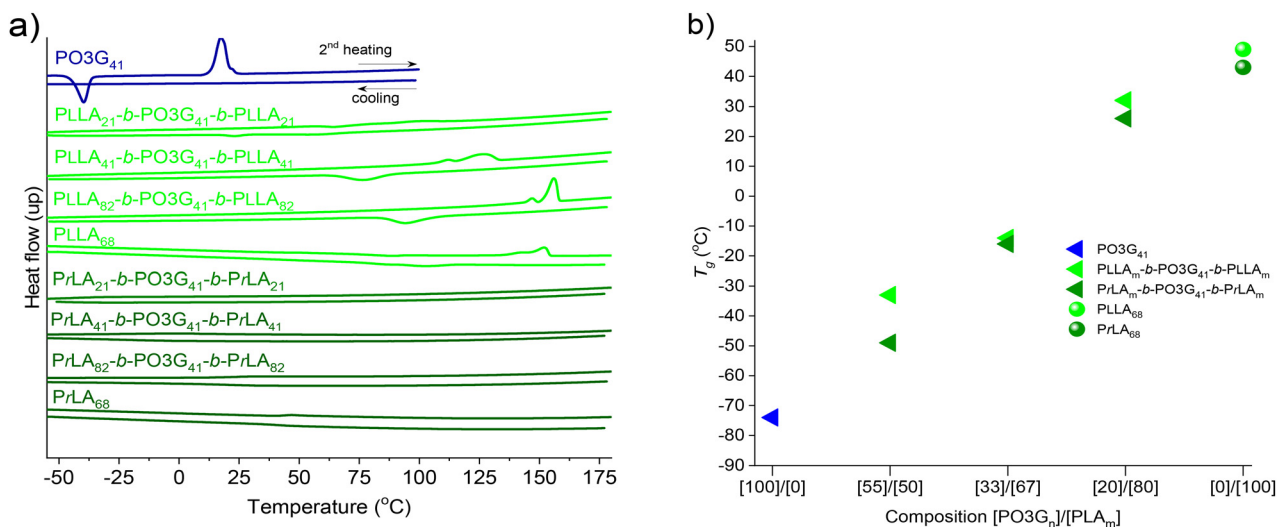 a)
PO3G41
2nd heating
cooling
PLLA21-b-PO3G41-b-PLLA21
PLLA41-b-PO3G41-b-PLLA41
PLLA82-b-PO3G41-b-PLLA82
PLLA68
PrLA21-b-PO3G41-b-PrLA21
PrLA41-b-PO3G41-b-PrLA41
PrLA82-b-PO3G41-b-PrLA82
PrLA68
Heat flow (up)
-50 -25 0 25 50 75 100 125 150 175
Temperature (oC)
b)
50
40
30
20
10
0
-10
-20
-30
-40
-50
-60
-70
-80
-90
Tg (oC)
PO3G41
PLLAm-b-PO3G41-b-PLLAm
PrLAm-b-PO3G41-b-PrLAm
PLLA68
PrLA68
[100]/[0] [55]/[50] [33]/[67] [20]/[80] [0]/[100]
Composition [PO3Gn]/[PLAm]